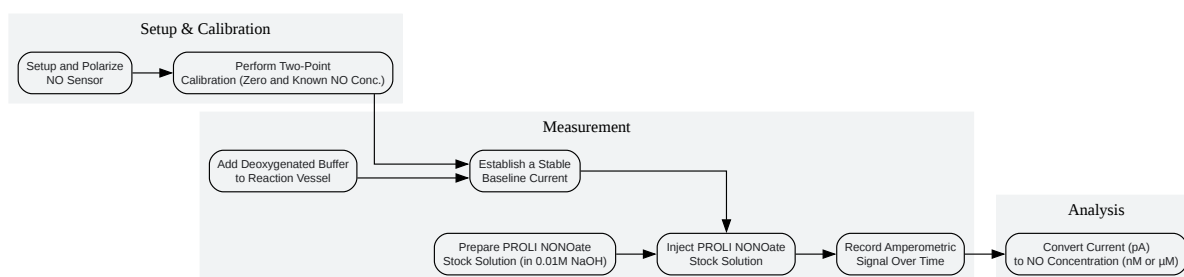 Setup & Calibration
Setup and Polarize
NO Sensor
Perform Two-Point
Calibration (Zero and Known NO Conc.)
Measurement
Add Deoxygenated Buffer
to Reaction Vessel
Establish a Stable
Baseline Current
Prepare PROLI NONOate
Stock Solution (in 0.01M NaOH)
Inject PROLI NONOate
Stock Solution
Record Amperometric
Signal Over Time
Analysis
Convert Current (pA)
to NO Concentration (nM or µM)